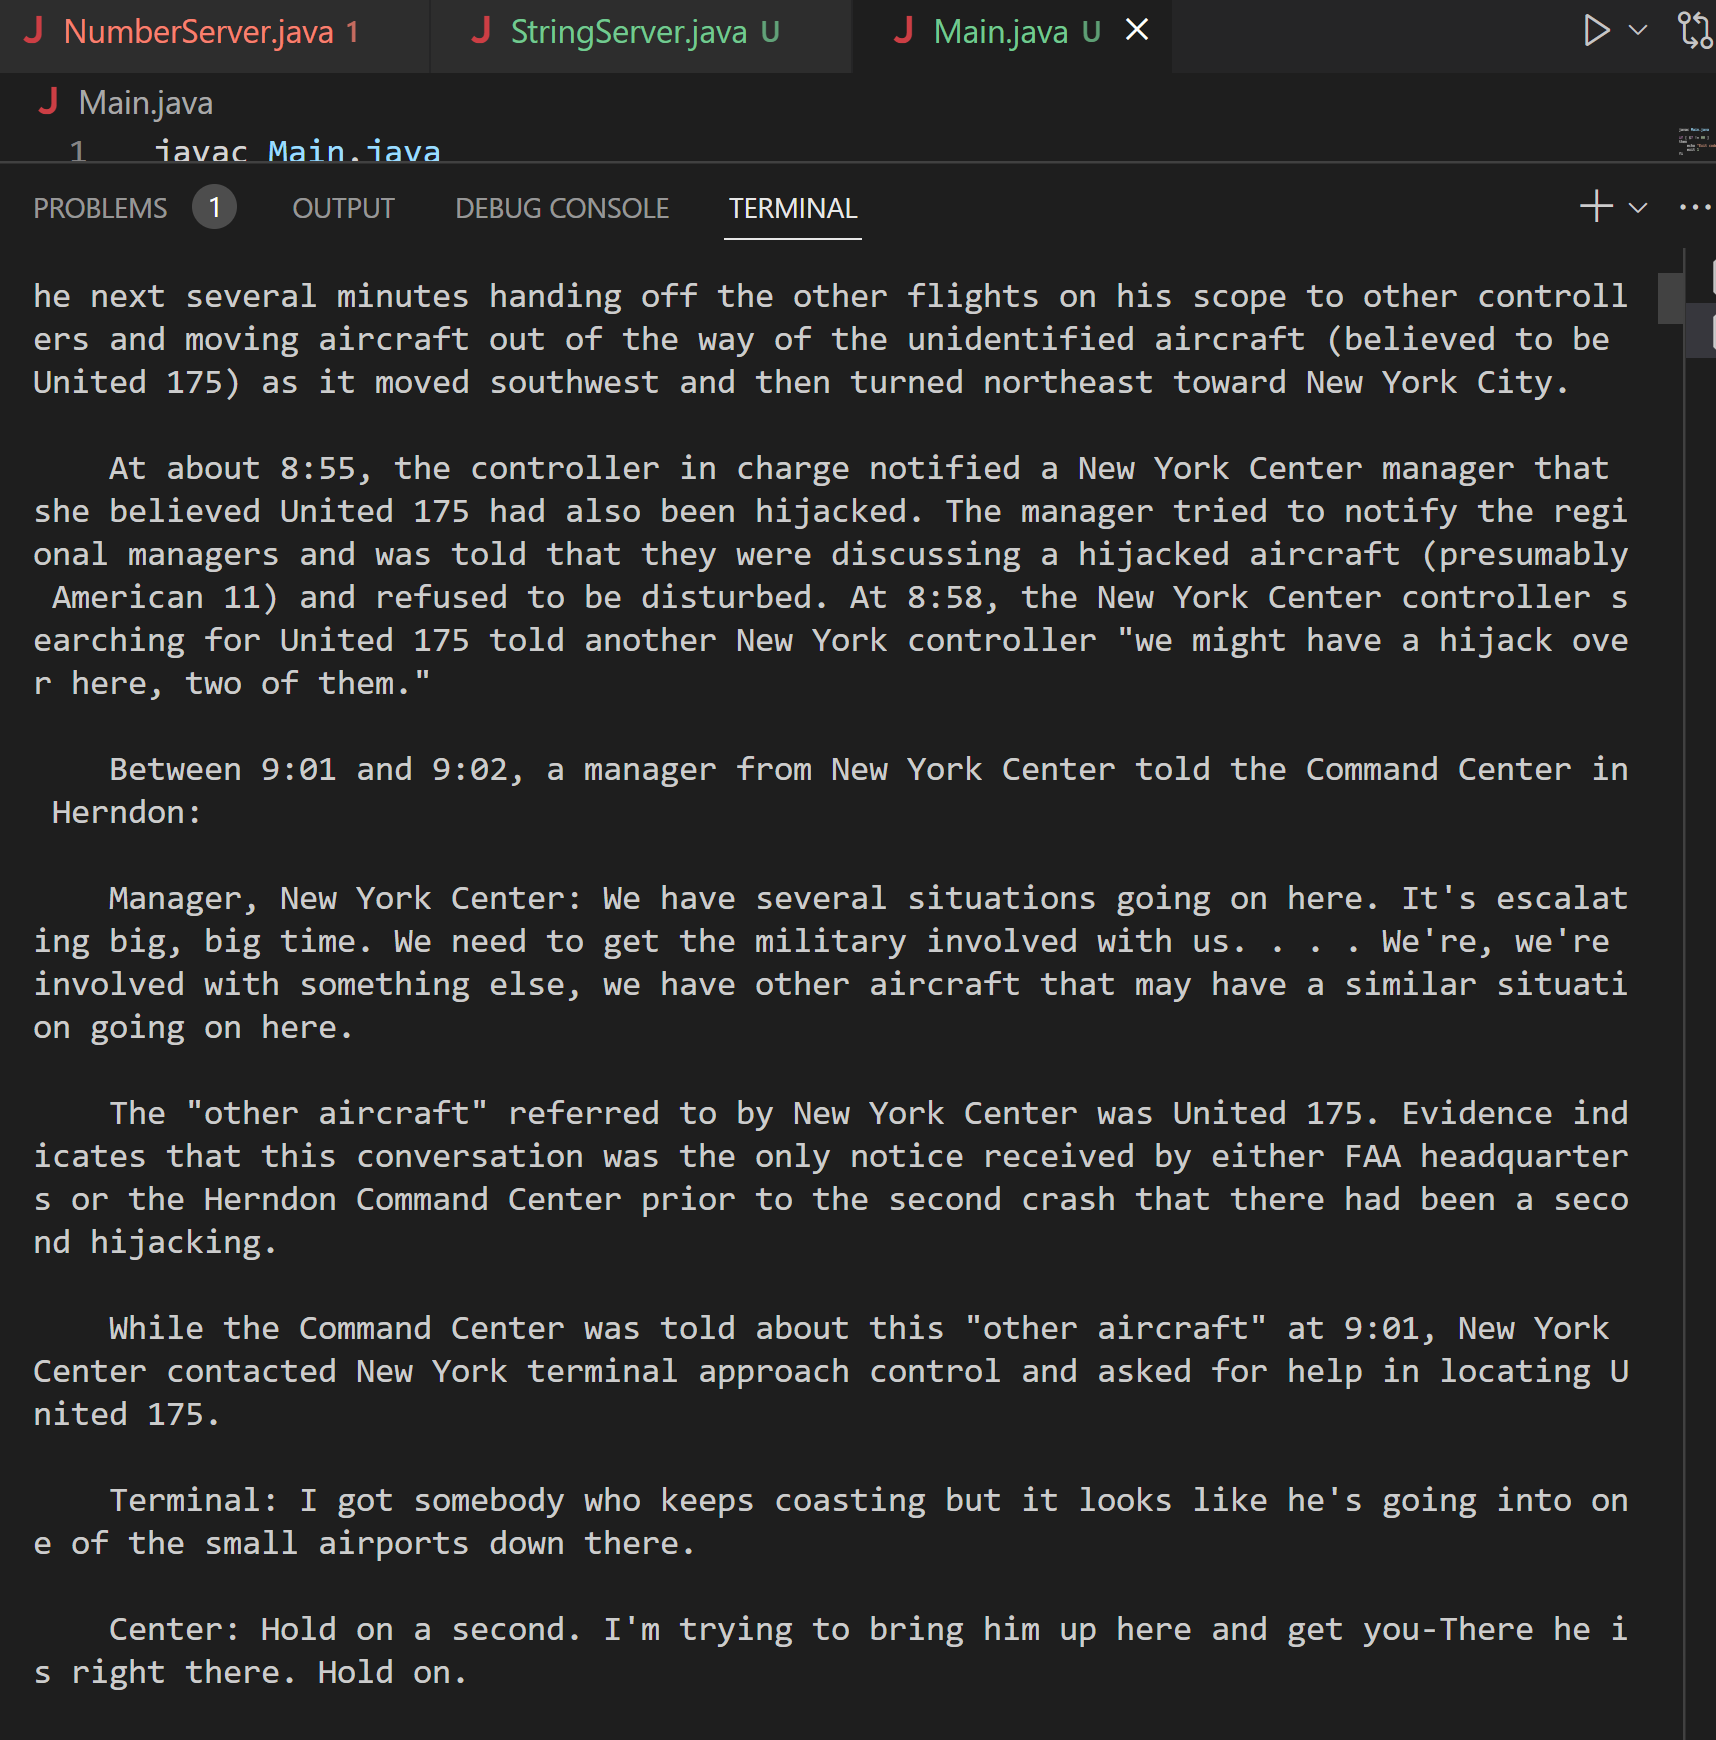 NumberServer.java 1
StringServer.java U
Main.java U
Main.java
1 javac Main.java
PROBLEMS 1 OUTPUT DEBUG CONSOLE TERMINAL
he next several minutes handing off the other flights on his scope to other controll
ers and moving aircraft out of the way of the unidentified aircraft (believed to be
United 175) as it moved southwest and then turned northeast toward New York City.
At about 8:55, the controller in charge notified a New York Center manager that
she believed United 175 had also been hijacked. The manager tried to notify the regi
onal managers and was told that they were discussing a hijacked aircraft (presumably
American 11) and refused to be disturbed. At 8:58, the New York Center controller s
earching for United 175 told another New York controller "we might have a hijack ove
r here, two of them."
Between 9:01 and 9:02, a manager from New York Center told the Command Center in
Herndon:
Manager, New York Center: We have several situations going on here. It's escalat
ing big, big time. We need to get the military involved with us. . . . We're, we're
involved with something else, we have other aircraft that may have a similar situati
on going on here.
The "other aircraft" referred to by New York Center was United 175. Evidence ind
icates that this conversation was the only notice received by either FAA headquarter
s or the Herndon Command Center prior to the second crash that there had been a seco
nd hijacking.
While the Command Center was told about this "other aircraft" at 9:01, New York
Center contacted New York terminal approach control and asked for help in locating U
nited 175.
Terminal: I got somebody who keeps coasting but it looks like he's going into on
e of the small airports down there.
Center: Hold on a second. I'm trying to bring him up here and get you-There he i
s right there. Hold on.